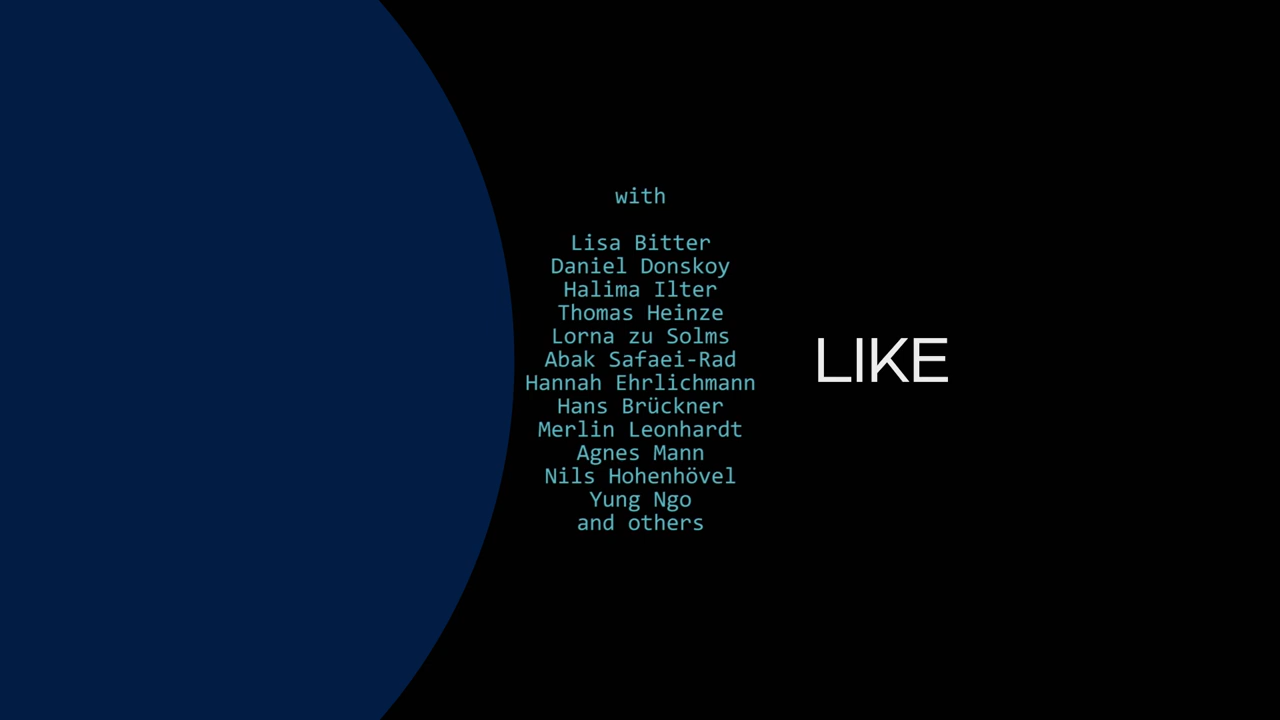 with
Lisa Bitter
Daniel Donskoy
Halima Ilter
Thomas Heinze
Lorna zu Solms
Abak Safaei-Rad
Hannah Ehrlichmann
Hans Brückner
Merlin Leonhardt
Agnes Mann
Nils Hohenhövel
Yung Ngo
and others
LIKE